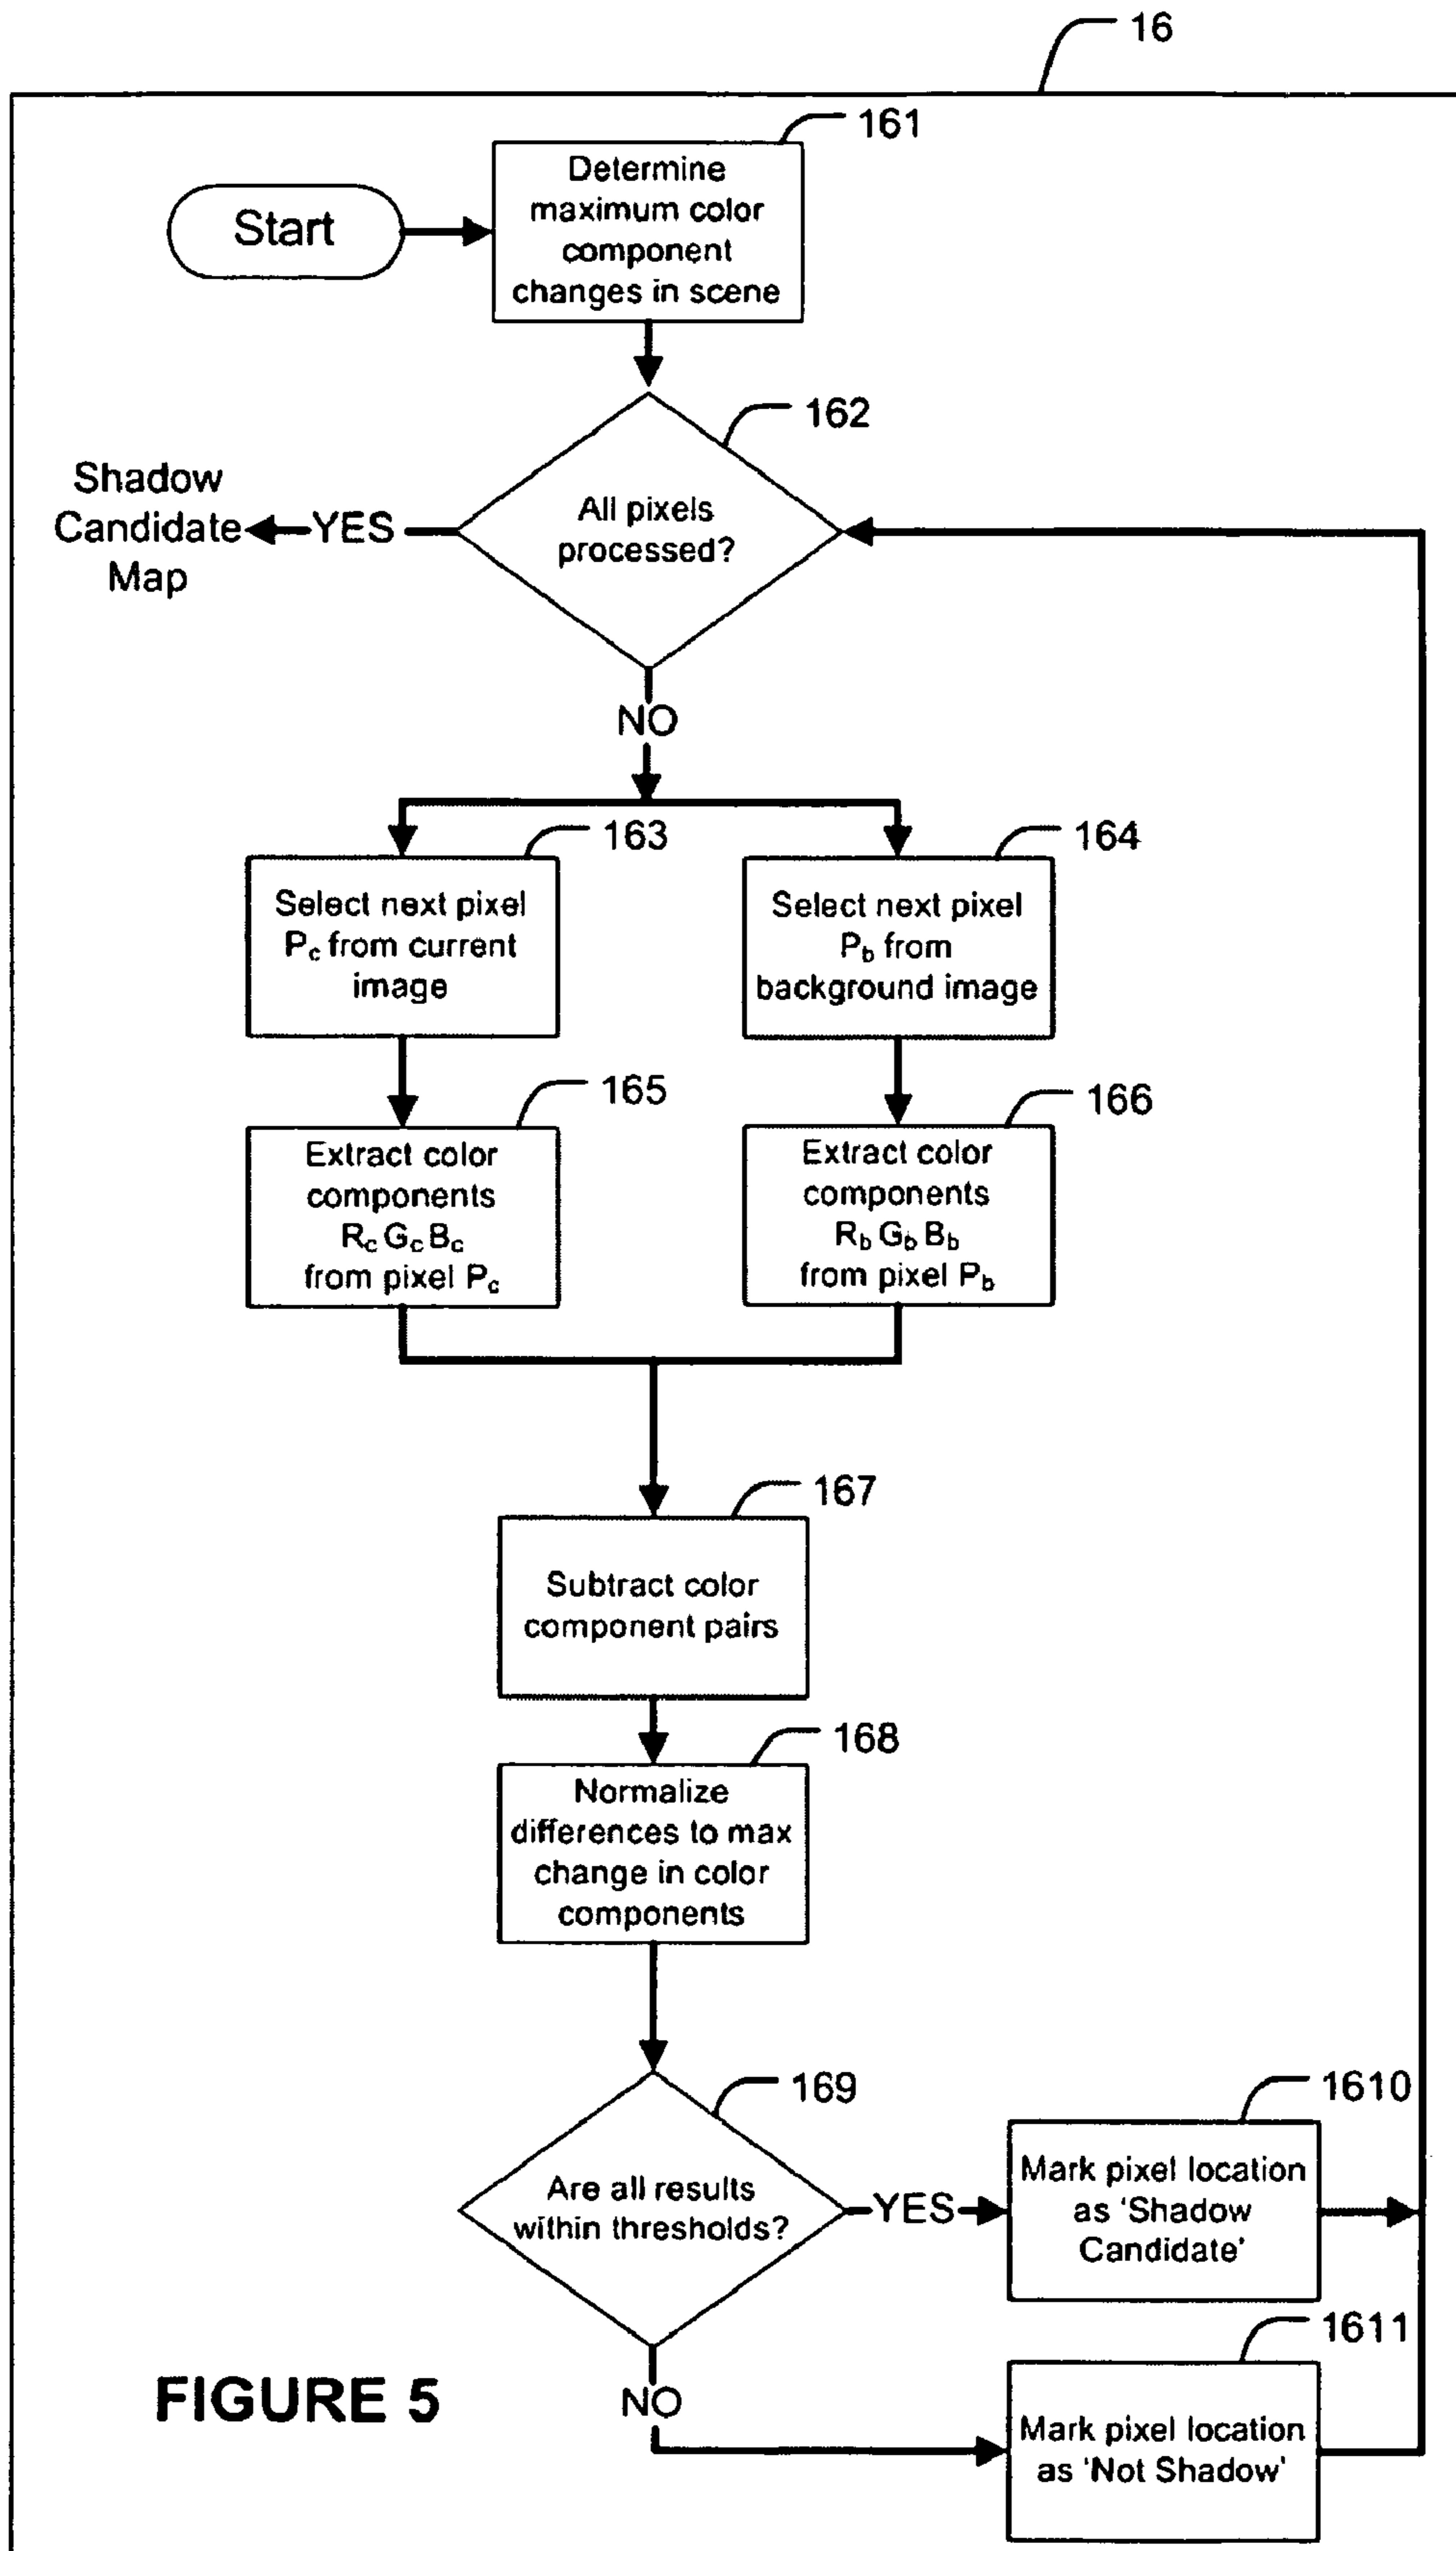 16
161
Start
Determine
maximum color
component
changes in scene
162
All pixels
processed?
YES
Shadow
Candidate
Map
NO
163
Select next pixel
Pc from current
image
164
Select next pixel
Pb from
background image
165
Extract color
components
Rc Gc Bc
from pixel Pc
166
Extract color
components
Rb Gb Bb
from pixel Pb
167
Subtract color
component pairs
168
Normalize
differences to max
change in color
components
169
Are all results
within thresholds?
YES
1610
Mark pixel location
as 'Shadow
Candidate'
NO
1611
Mark pixel location
as 'Not Shadow'
FIGURE 5